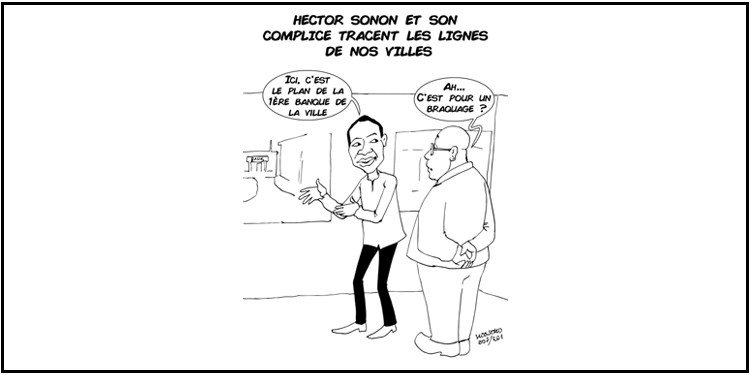 HECTOR SONON ET SON
COMPLICE TRACENT LES LIGNES
DE NOS VILLES
ICI, C'EST
LE PLAN DE LA
1ÈRE BANQUE DE
LA VILLE
AH...
C'EST POUR UN
BRAQUAGE ?